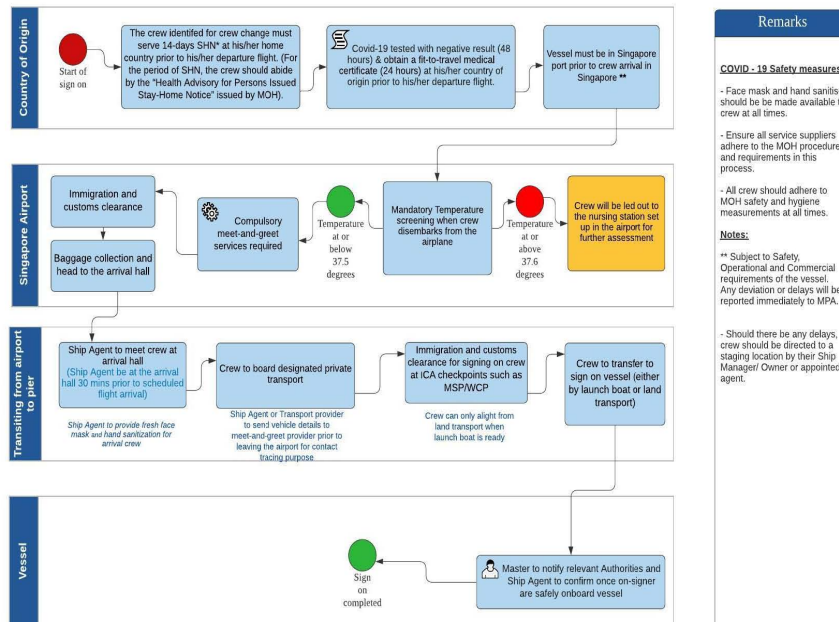 Country of Origin
Start of
sign on
The crew identifed for crew change must
serve 14-days SHN* at his/her home
country prior to his/her departure flight. (For
the period of SHN, the crew should abide
by the "Health Advisory for Persons Issued
Stay-Home Notice" issued by MOH).
Covid-19 tested with negative result (48
hours) & obtain a fit-to-travel medical
certificate (24 hours) at his/her country of
origin prior to his/her departure flight.
Vessel must be in Singapore
port prior to crew arrival in
Singapore **
Singapore Airport
Immigration and
customs clearance
Baggage collection and
head to the arrival hall
Compulsory
meet-and-greet
services required
Temperature
at or
below
37.5
degrees
Mandatory Temperature
screening when crew
disembarks from the
airplane
Temperature
at or
above
37.6
degrees
Crew will be led out to
the nursing station set
up in the airport for
further assessment
Transiting from airport
to pier
Ship Agent to meet crew at
arrival hall
(Ship Agent be at the arrival
hall 30 mins prior to scheduled
flight arrival)
Ship Agent to provide fresh face
mask and hand sanitization for
arrival crew
Crew to board designated private
transport
Ship Agent or Transport provider
to send vehicle details to
meet-and-greet provider prior to
leaving the airport for contact
tracing purpose
Immigration and customs
clearance for signing on crew
at ICA checkpoints such as
MSP/WCP
Crew can only alight from
land transport when
launch boat is ready
Crew to transfer to
sign on vessel (either
by launch boat or land
transport)
Vessel
Sign
on
completed
Master to notify relevant Authorities and
Ship Agent to confirm once on-signer
are safely onboard vessel
Remarks
COVID - 19 Safety measures
- Face mask and hand sanitis
should be be made available
crew at all times.
- Ensure all service suppliers
adhere to the MOH procedure
and requirements in this
process.
- All crew should adhere to
MOH safety and hygiene
measurements at all times.
Notes:
** Subject to Safety,
Operational and Commercial
requirements of the vessel.
Any deviation or delays will be
reported immediately to MPA.
- Should there be any delays,
crew should be directed to a
staging location by their Ship
Manager/ Owner or appointed
agent.